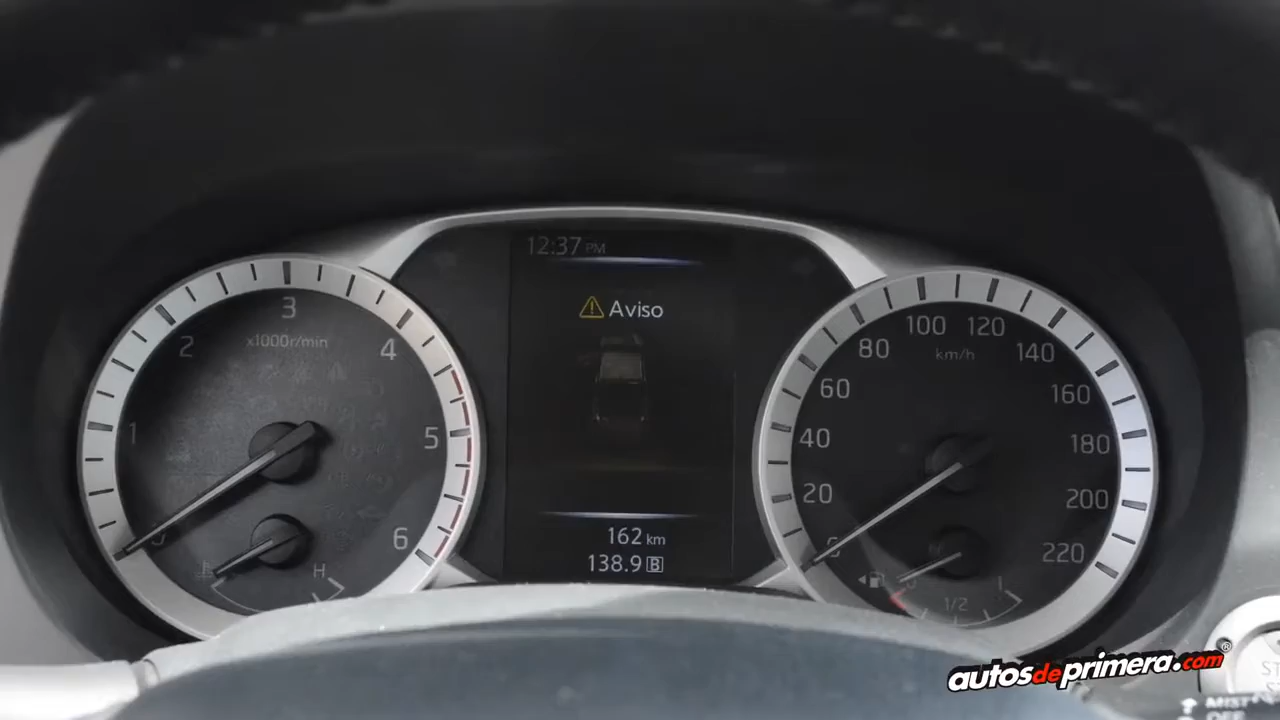 12:37 PM
Aviso
162 km
138.9 B
x1000r/min
1
2
3
4
5
6
H
km/h
20
40
60
80
100
120
140
160
180
200
220
1/2
autosdeprimera.com®
MIST